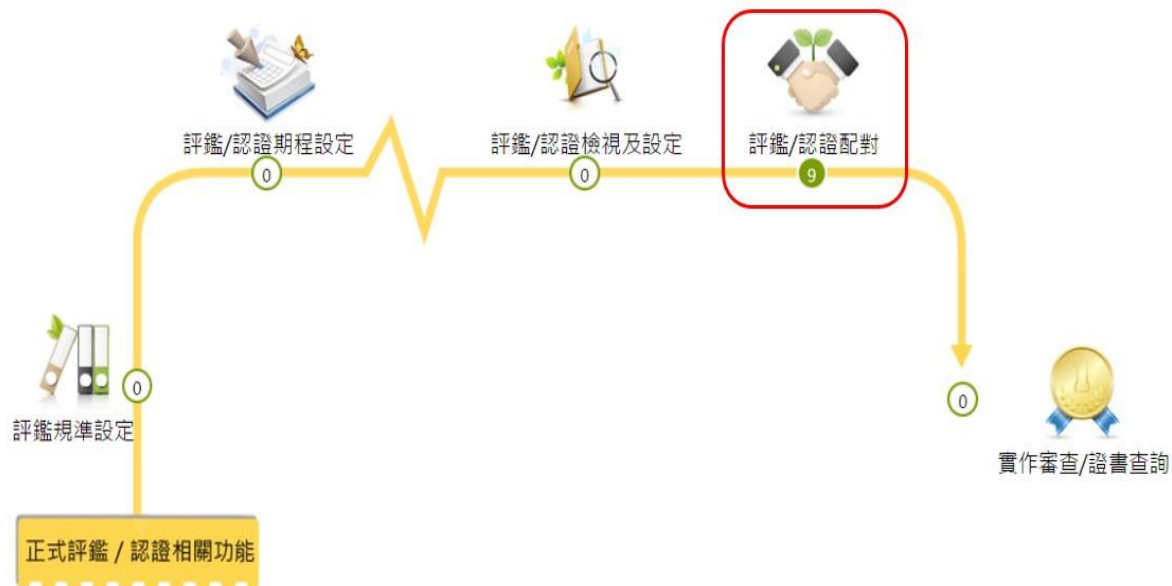 評鑑/認證期程設定
0
評鑑/認證檢視及設定
0
評鑑/認證配對
9
評鑑規準設定
0
0
實作審查/證書查詢
正式評鑑 / 認證相關功能